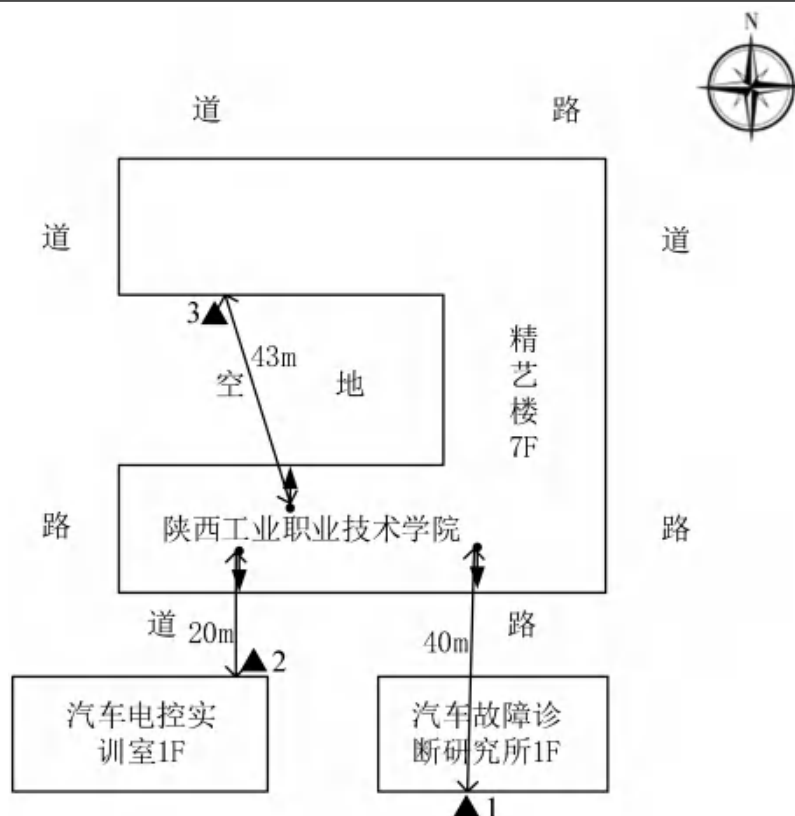 N
道 路
道
道
3
43m
空 地
精
艺
楼
7F
陕西工业职业技术学院
路
路
道
路
20m
40m
2
汽车电控实
训室1F
汽车故障诊
断研究所1F
1